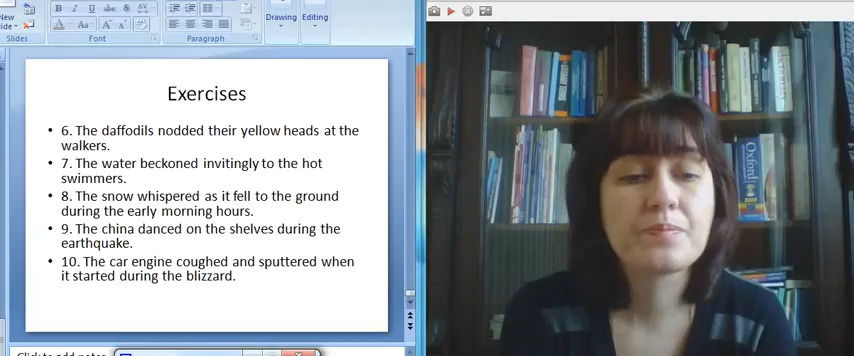 New
Slide
Slides
Font
Paragraph
Drawing
Editing
Exercises
• 6. The daffodils nodded their yellow heads at the
walkers.
• 7. The water beckoned invitingly to the hot
swimmers.
• 8. The snow whispered as it fell to the ground
during the early morning hours.
• 9. The china danced on the shelves during the
earthquake.
• 10. The car engine coughed and sputtered when
it started during the blizzard.
Click to add notes
Oxford